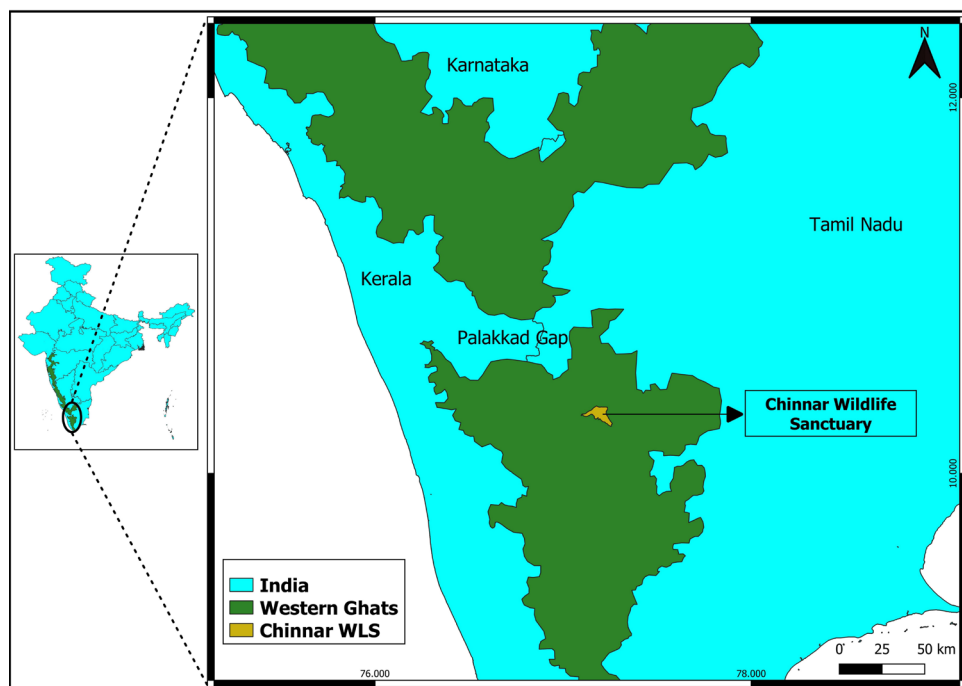 N
Karnataka
12.000
Tamil Nadu
Kerala
Palakkad Gap
Chinnar Wildlife
Sanctuary
10.000
India
Western Ghats
Chinnar WLS
0 25 50 km
76.000
78.000